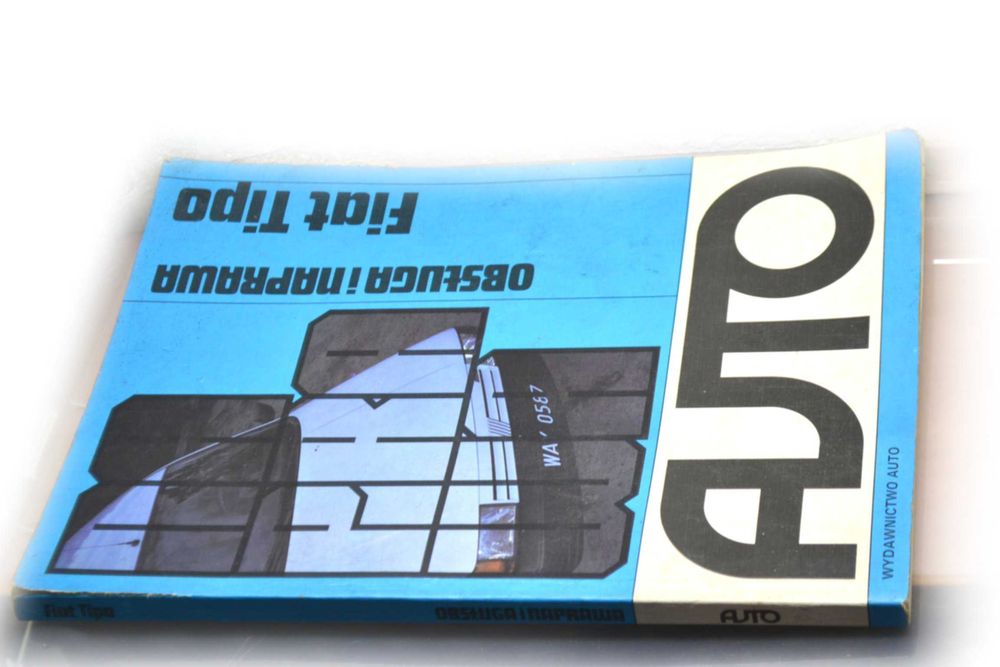 Fiat Tipo
OBSŁUGA i NAPRAWA
WA 0567
AUTO
WYDAWNICTWO AUTO
Fiat Tipo
OBSŁUGA i NAPRAWA
AUTO